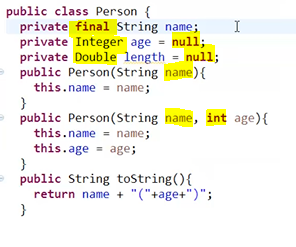 public class Person {
private final String name;
private Integer age = null;
private Double length = null;
public Person(String name){
this.name = name;
}
public Person(String name, int age){
this.name = name;
this.age = age;
}
public String toString(){
return name + "("+age+")";
}